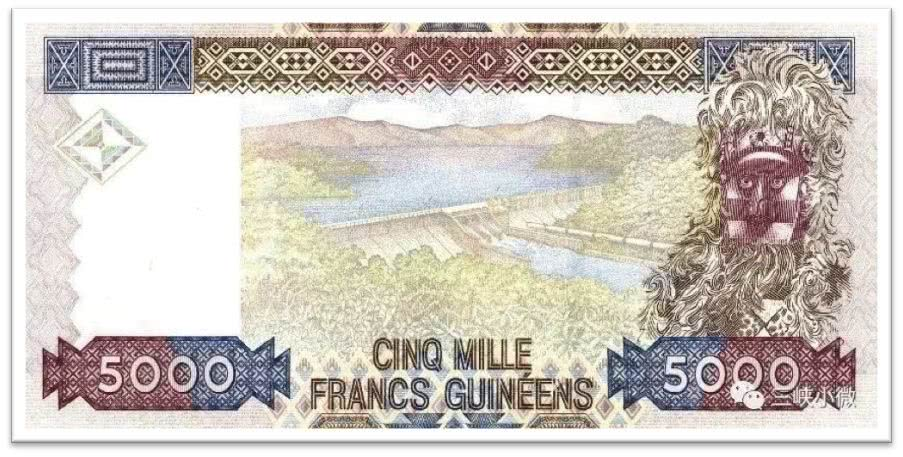 CINQ MILLE
FRANCS GUINÉENS
5000
5000
三峡小微